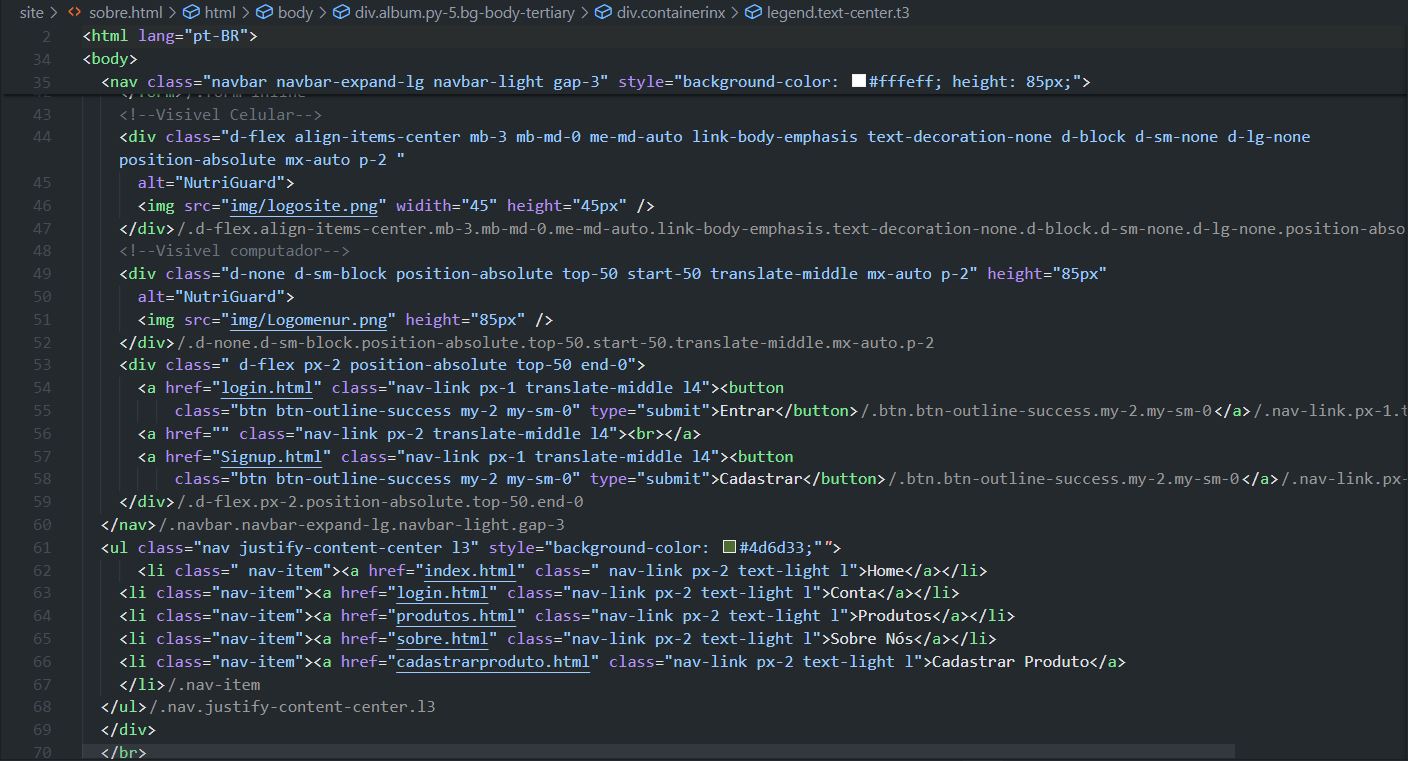 site > sobre.html > html > body > div.album.py-5.bg-body-tertiary > div.containerinx > legend.text-center.t3
2 <html lang="pt-BR">
34 <body>
35 <nav class="navbar navbar-expand-lg navbar-light gap-3" style="background-color: #fffeff; height: 85px;">
42 </form>/.form-inline
43 <!--Visivel Celular-->
44 <div class="d-flex align-items-center mb-3 mb-md-0 me-md-auto link-body-emphasis text-decoration-none d-block d-sm-none d-lg-none
position-absolute mx-auto p-2 "
45 alt="NutriGuard">
46 <img src="img/logosite.png" widith="45" height="45px" />
47 </div>/.d-flex.align-items-center.mb-3.mb-md-0.me-md-auto.link-body-emphasis.text-decoration-none.d-block.d-sm-none.d-lg-none.position-abso
48 <!--Visivel computador-->
49 <div class="d-none d-sm-block position-absolute top-50 start-50 translate-middle mx-auto p-2" height="85px"
50 alt="NutriGuard">
51 <img src="img/Logomenur.png" height="85px" />
52 </div>/.d-none.d-sm-block.position-absolute.top-50.start-50.translate-middle.mx-auto.p-2
53 <div class=" d-flex px-2 position-absolute top-50 end-0">
54 <a href="login.html" class="nav-link px-1 translate-middle l4"><button
55 class="btn btn-outline-success my-2 my-sm-0" type="submit">Entrar</button>/.btn.btn-outline-success.my-2.my-sm-0</a>/.nav-link.px-1.t
56 <a href="" class="nav-link px-2 translate-middle l4"><br></a>
57 <a href="Signup.html" class="nav-link px-1 translate-middle l4"><button
58 class="btn btn-outline-success my-2 my-sm-0" type="submit">Cadastrar</button>/.btn.btn-outline-success.my-2.my-sm-0</a>/.nav-link.px-
59 </div>/.d-flex.px-2.position-absolute.top-50.end-0
60 </nav>/.navbar.navbar-expand-lg.navbar-light.gap-3
61 <ul class="nav justify-content-center l3" style="background-color: #4d6d33;"“>
62 <li class=" nav-item"><a href="index.html" class=" nav-link px-2 text-light l">Home</a></li>
63 <li class="nav-item"><a href="login.html" class="nav-link px-2 text-light l">Conta</a></li>
64 <li class="nav-item"><a href="produtos.html" class="nav-link px-2 text-light l">Produtos</a></li>
65 <li class="nav-item"><a href="sobre.html" class="nav-link px-2 text-light l">Sobre Nós</a></li>
66 <li class="nav-item"><a href="cadastrarproduto.html" class="nav-link px-2 text-light l">Cadastrar Produto</a>
67 </li>/.nav-item
68 </ul>/.nav.justify-content-center.l3
69 </div>
70 </br>